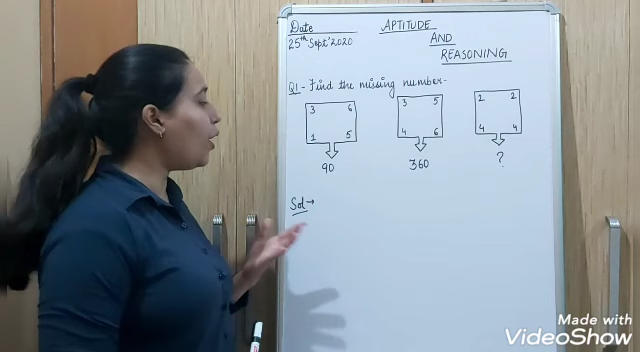 Date
25th Sept'2020
APTITUDE
AND
REASONING
Q1 - Find the missing number-
3 6
1 5
90
3 5
4 6
360
2 2
4 4
?
Sol →
Made with
VideoShow